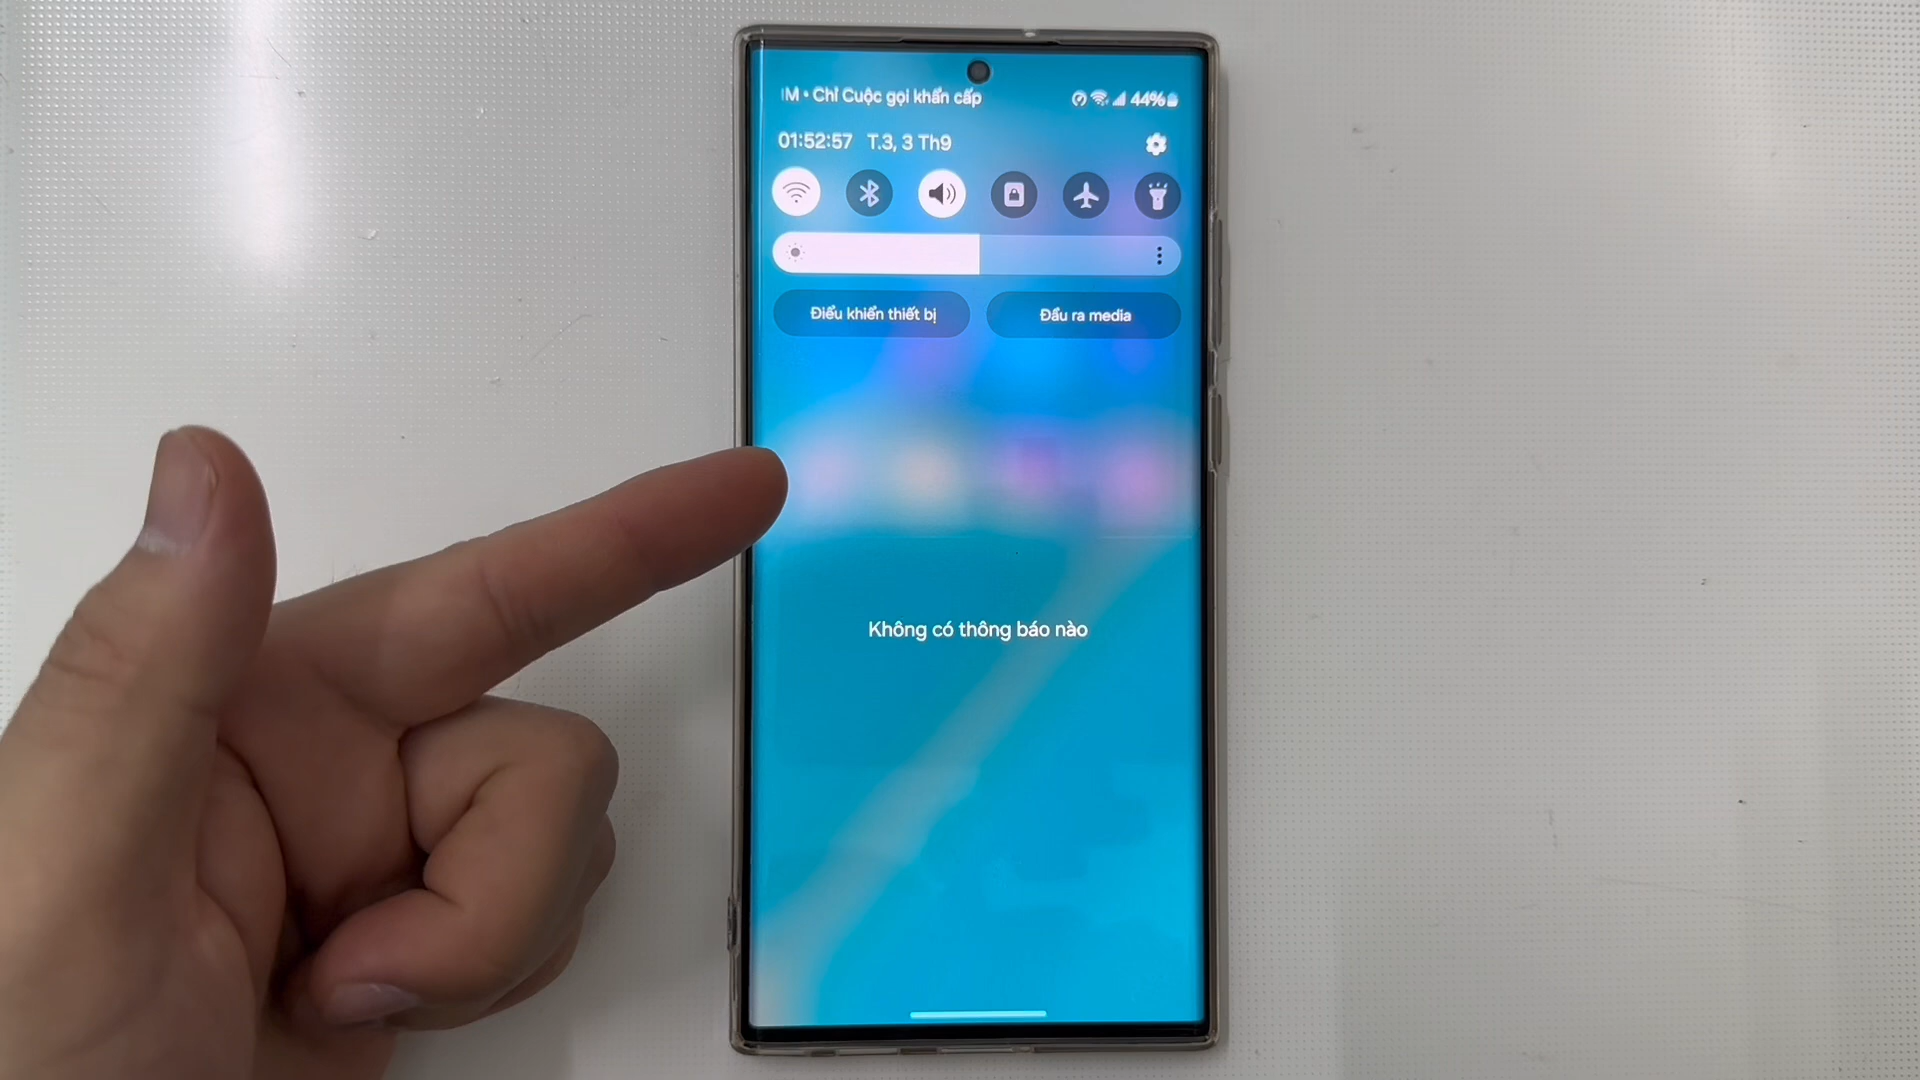 M • Chỉ Cuộc gọi khẩn cấp 44%
01:52:57 T.3, 3 Th9
Điều khiển thiết bị Đầu ra media
Không có thông báo nào